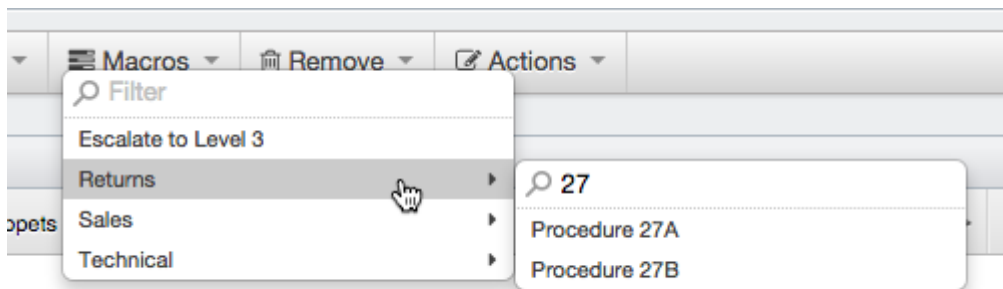 Macros Remove Actions
Filter
Escalate to Level 3
Returns
27
Sales
Procedure 27A
Technical
Procedure 27B